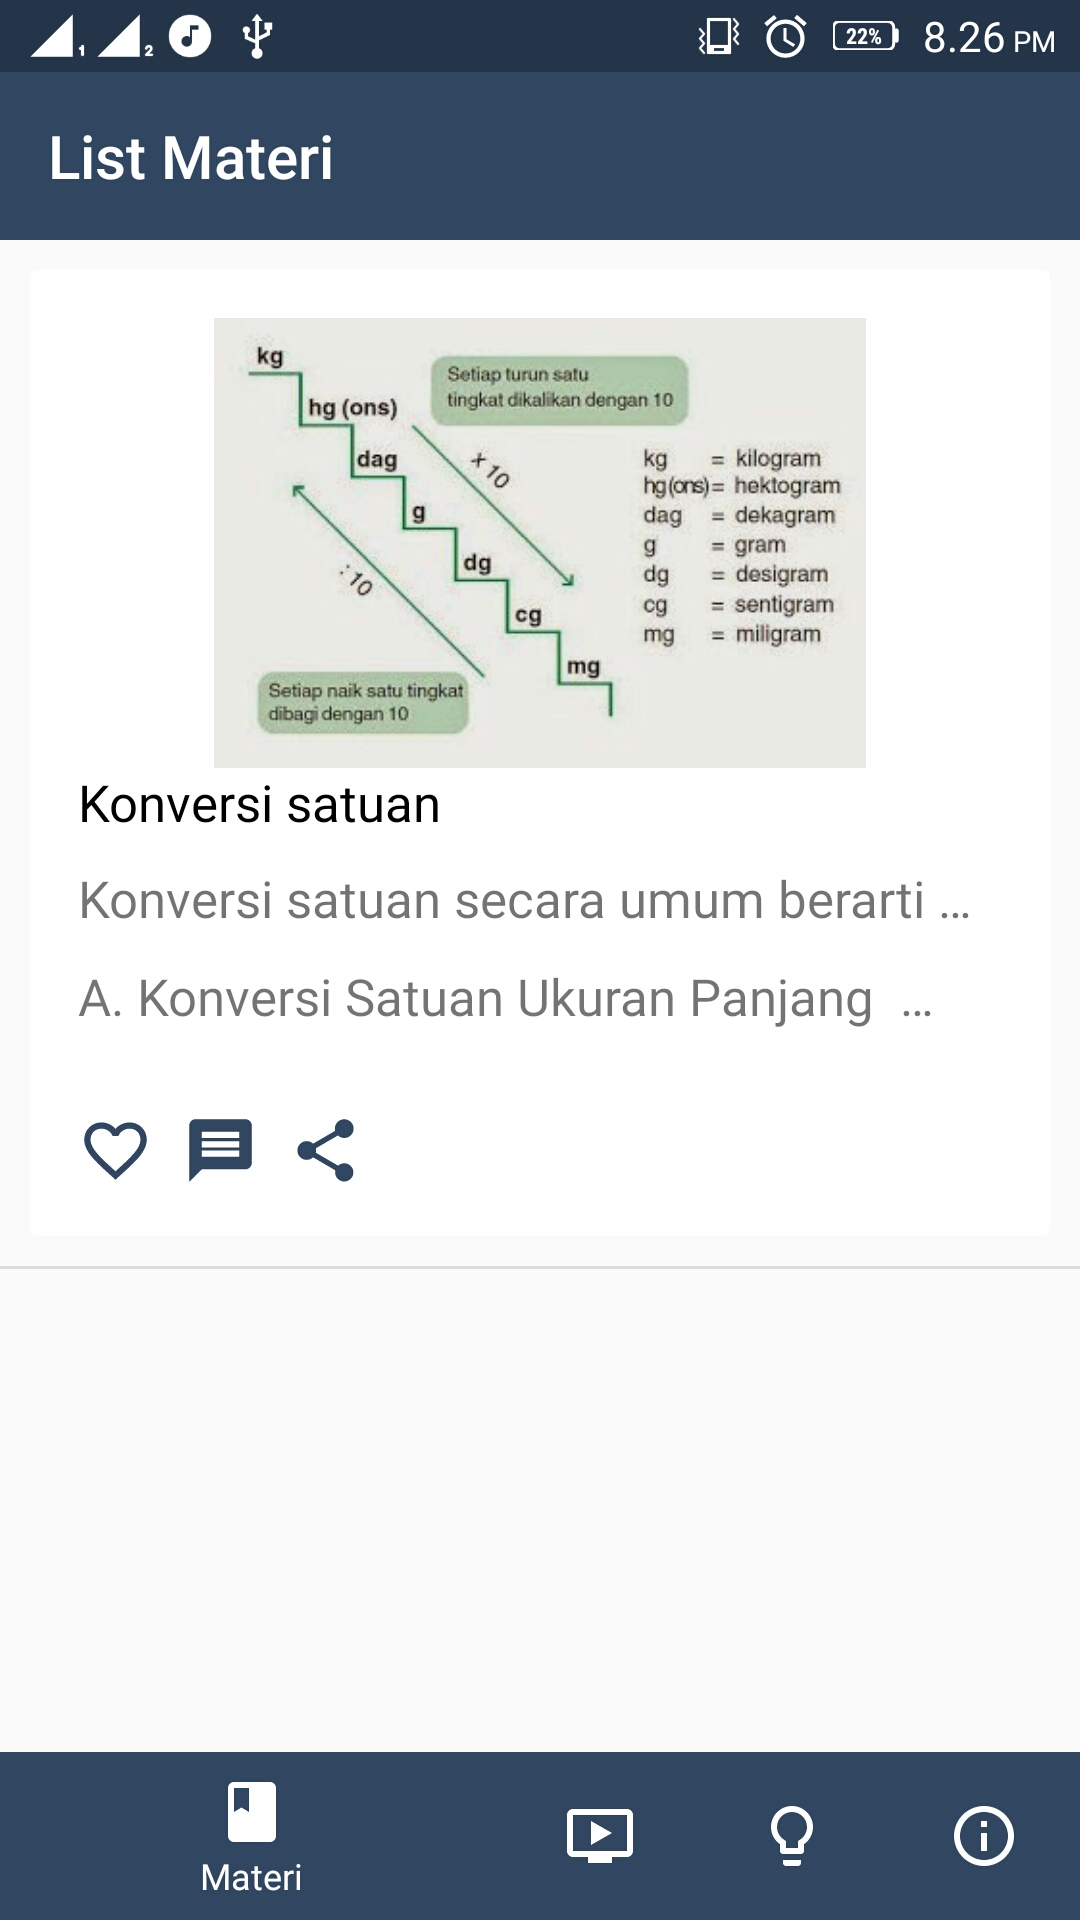 1 2 22% 8.26 PM
List Materi
kg
hg (ons)
dag
g
dg
cg
mg
Setiap turun satu
tingkat dikalikan dengan 10
x 10
: 10
Setiap naik satu tingkat
dibagi dengan 10
kg = kilogram
hg(ons)= hektogram
dag = dekagram
g = gram
dg = desigram
cg = sentigram
mg = miligram
Konversi satuan
Konversi satuan secara umum berarti ...
A. Konversi Satuan Ukuran Panjang ...
Materi